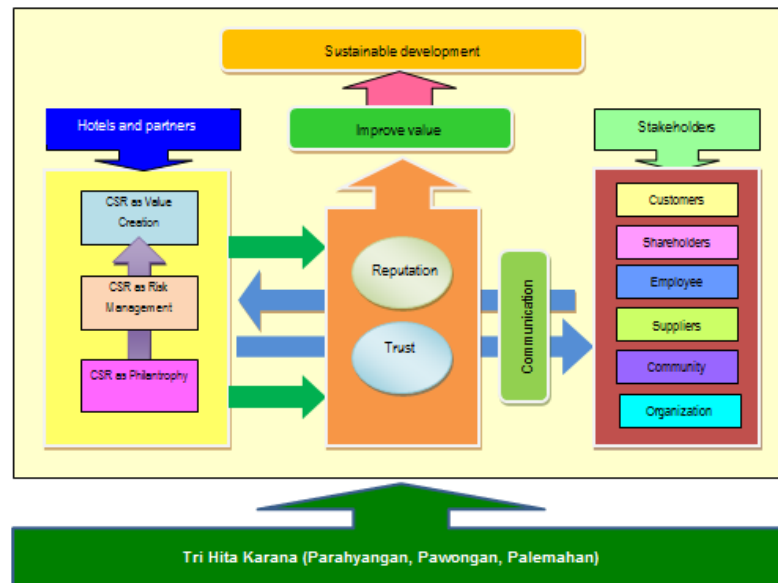 Sustainable development
Hotels and partners
Improve value
Stakeholders
CSR as Value
Creation
CSR as Risk
Management
CSR as Philantrophy
Reputation
Trust
Communication
Customers
Shareholders
Employee
Suppliers
Community
Organization
Tri Hita Karana (Parahyangan, Pawongan, Palemahan)